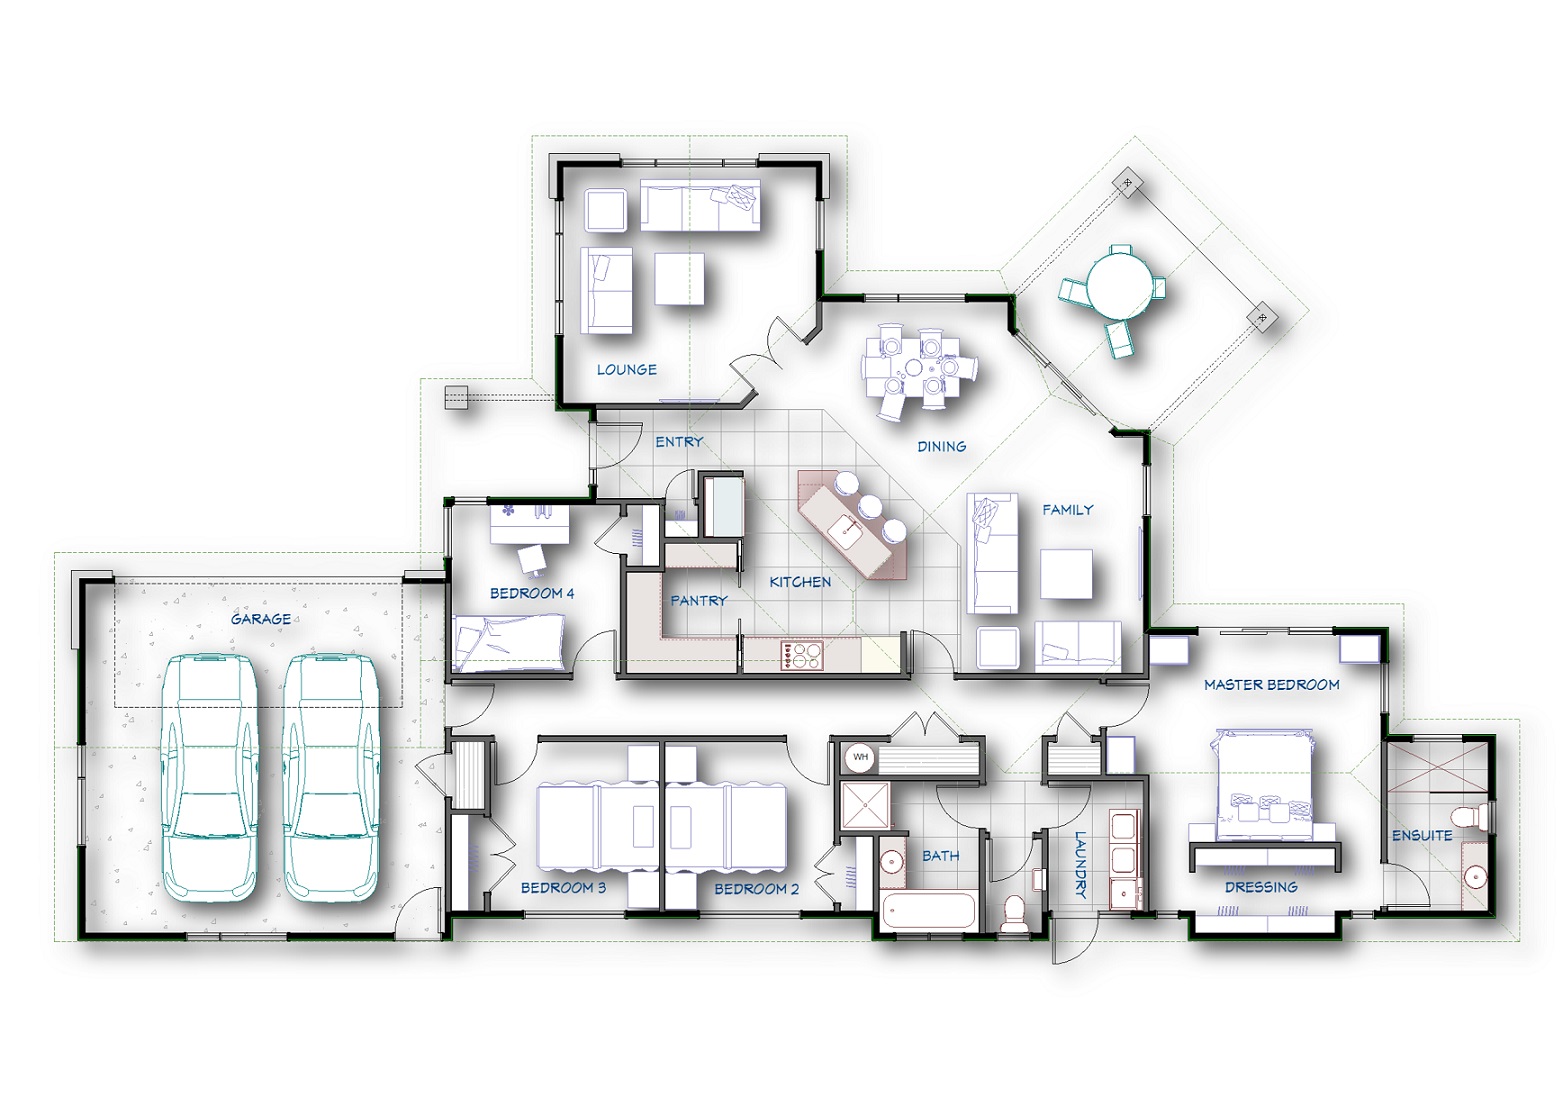 LOUNGE
ENTRY
DINING
FAMILY
KITCHEN
BEDROOM 4
PANTRY
GARAGE
MASTER BEDROOM
WH
ENSUITE
BATH
LAUNDRY
BEDROOM 3
BEDROOM 2
DRESSING